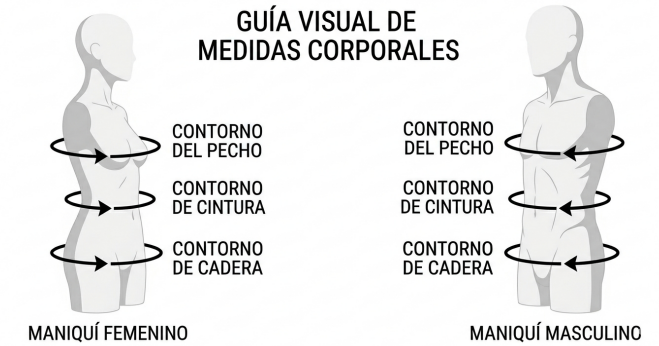 GUÍA VISUAL DE
MEDIDAS CORPORALES
CONTORNO
DEL PECHO
CONTORNO
DE CINTURA
CONTORNO
DE CADERA
MANIQUÍ FEMENINO
CONTORNO
DEL PECHO
CONTORNO
DE CINTURA
CONTORNO
DE CADERA
MANIQUÍ MASCULINO